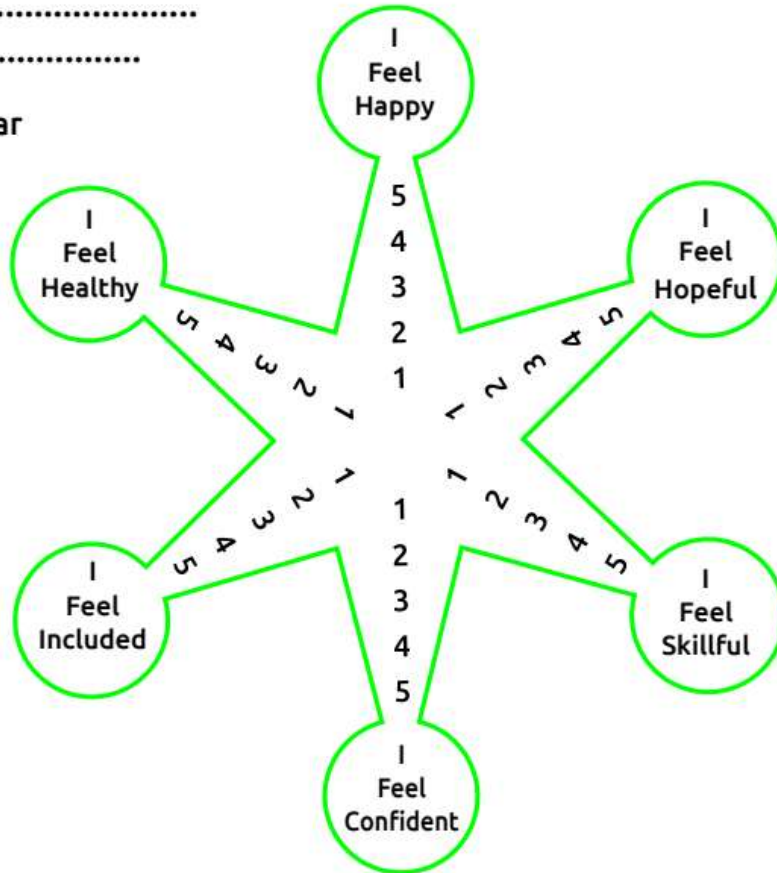 ar
I
Feel
Happy
I
Feel
Healthy
I
Feel
Hopeful
5
4
3
2
1
5 4 3 2 1
1 2 3 4 5
5 4 3 2 1
1 2 3 4 5
1
2
3
4
5
I
Feel
Included
I
Feel
Skillful
I
Feel
Confident